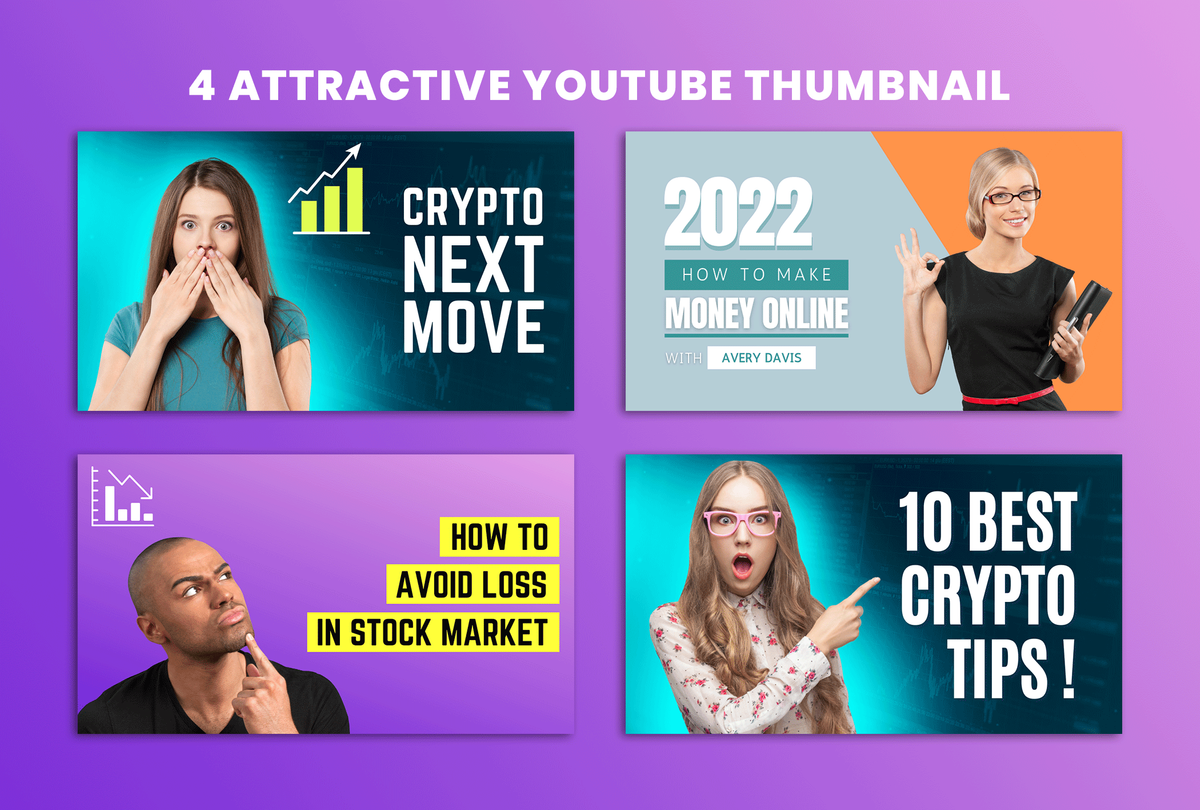 4 ATTRACTIVE YOUTUBE THUMBNAIL
CRYPTO
NEXT
MOVE
2022
HOW TO MAKE
MONEY ONLINE
WITH AVERY DAVIS
HOW TO
AVOID LOSS
IN STOCK MARKET
10 BEST
CRYPTO
TIPS !